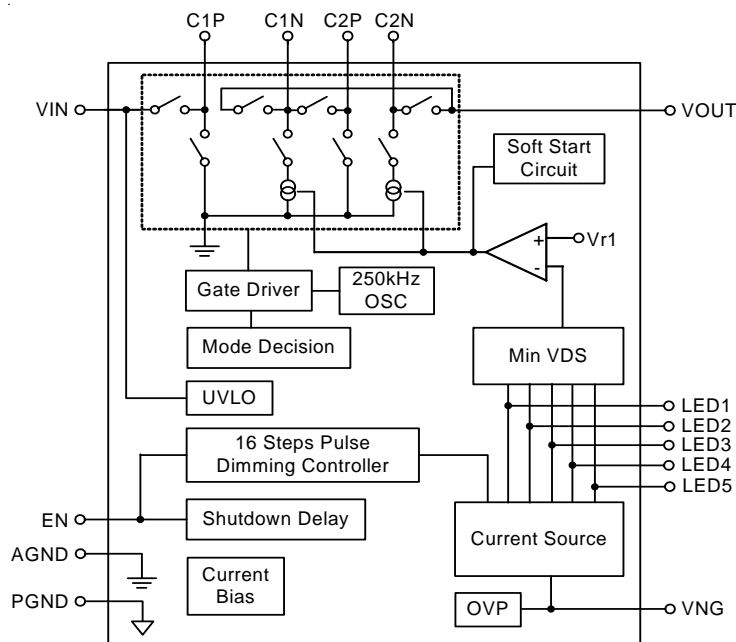 C1P C1N C2P C2N
VIN
VOUT
Soft Start
Circuit
+
Vr1
-
Gate Driver
250kHz
OSC
Mode Decision
Min VDS
UVLO
LED1
LED2
LED3
LED4
LED5
16 Steps Pulse
Dimming Controller
EN
Shutdown Delay
Current Source
AGND
Current
Bias
PGND
OVP
VNG